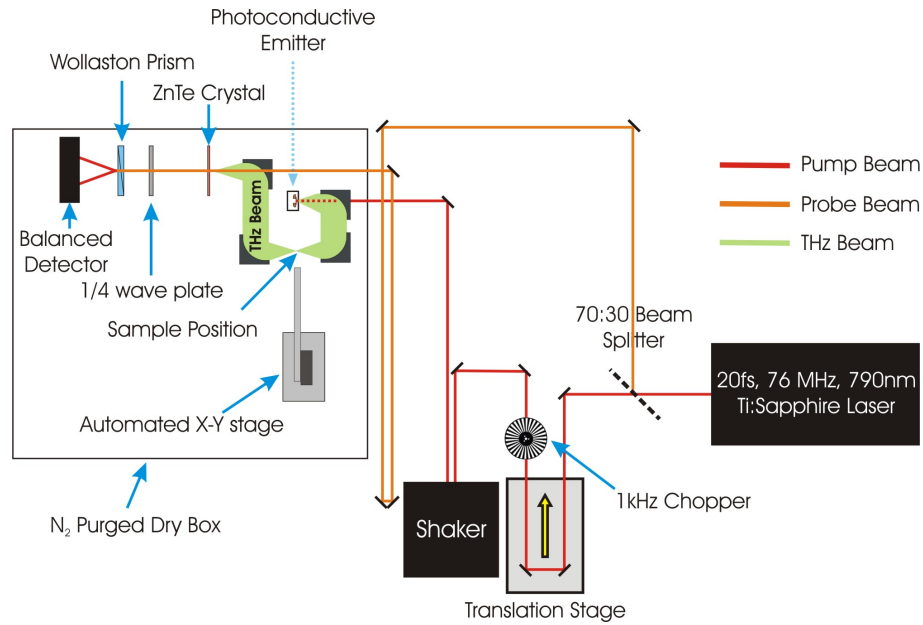 Photoconductive
Emitter
Wollaston Prism
ZnTe Crystal
Pump Beam
Probe Beam
THz Beam
THz Beam
Balanced
Detector
1/4 wave plate
Sample Position
70:30 Beam
Splitter
20fs, 76 MHz, 790nm
Ti:Sapphire Laser
Automated X-Y stage
1kHz Chopper
N₂ Purged Dry Box
Shaker
Translation Stage